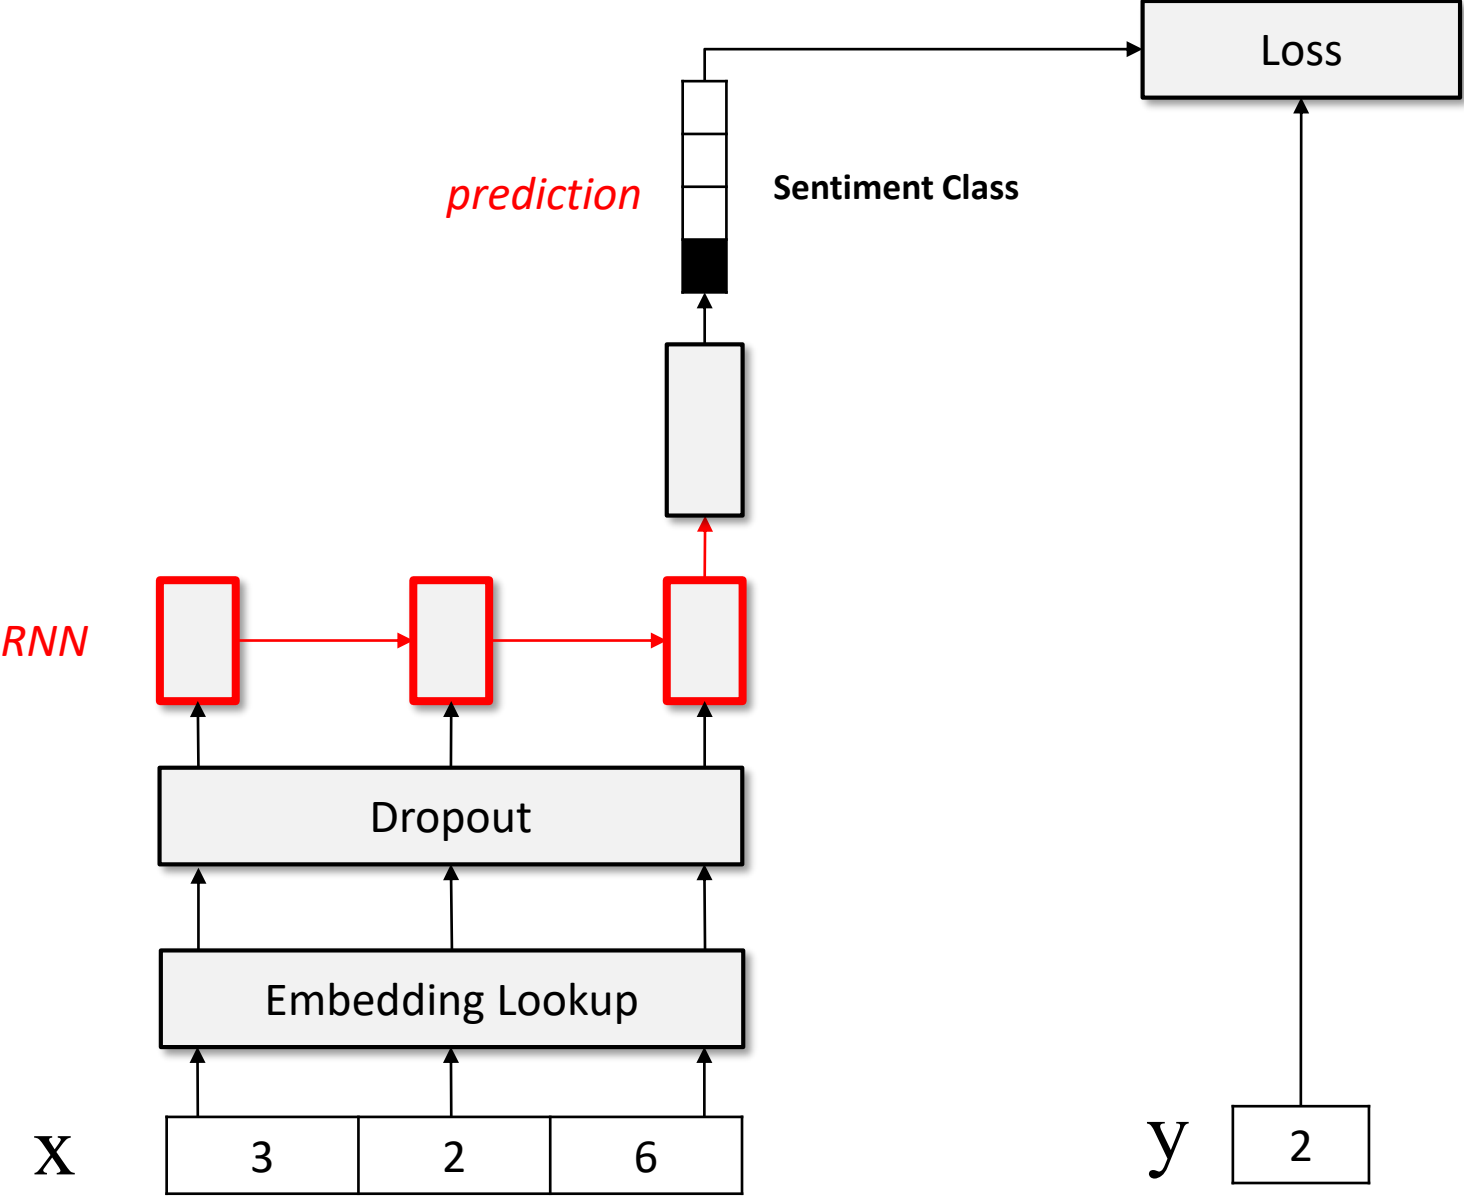 Loss
prediction
Sentiment Class
RNN
Dropout
Embedding Lookup
x 3 2 6
y 2